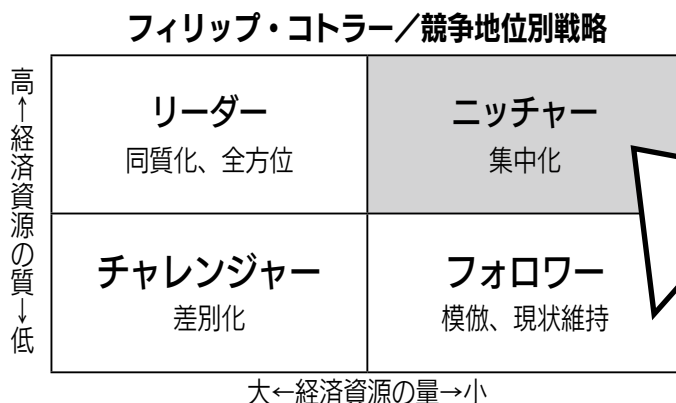 フィリップ・コトラー／競争地位別戦略
高←経済資源の質→低
リーダー
同質化、全方位
ニッチャー
集中化
チャレンジャー
差別化
フォロワー
模倣、現状維持
大←経済資源の量→小